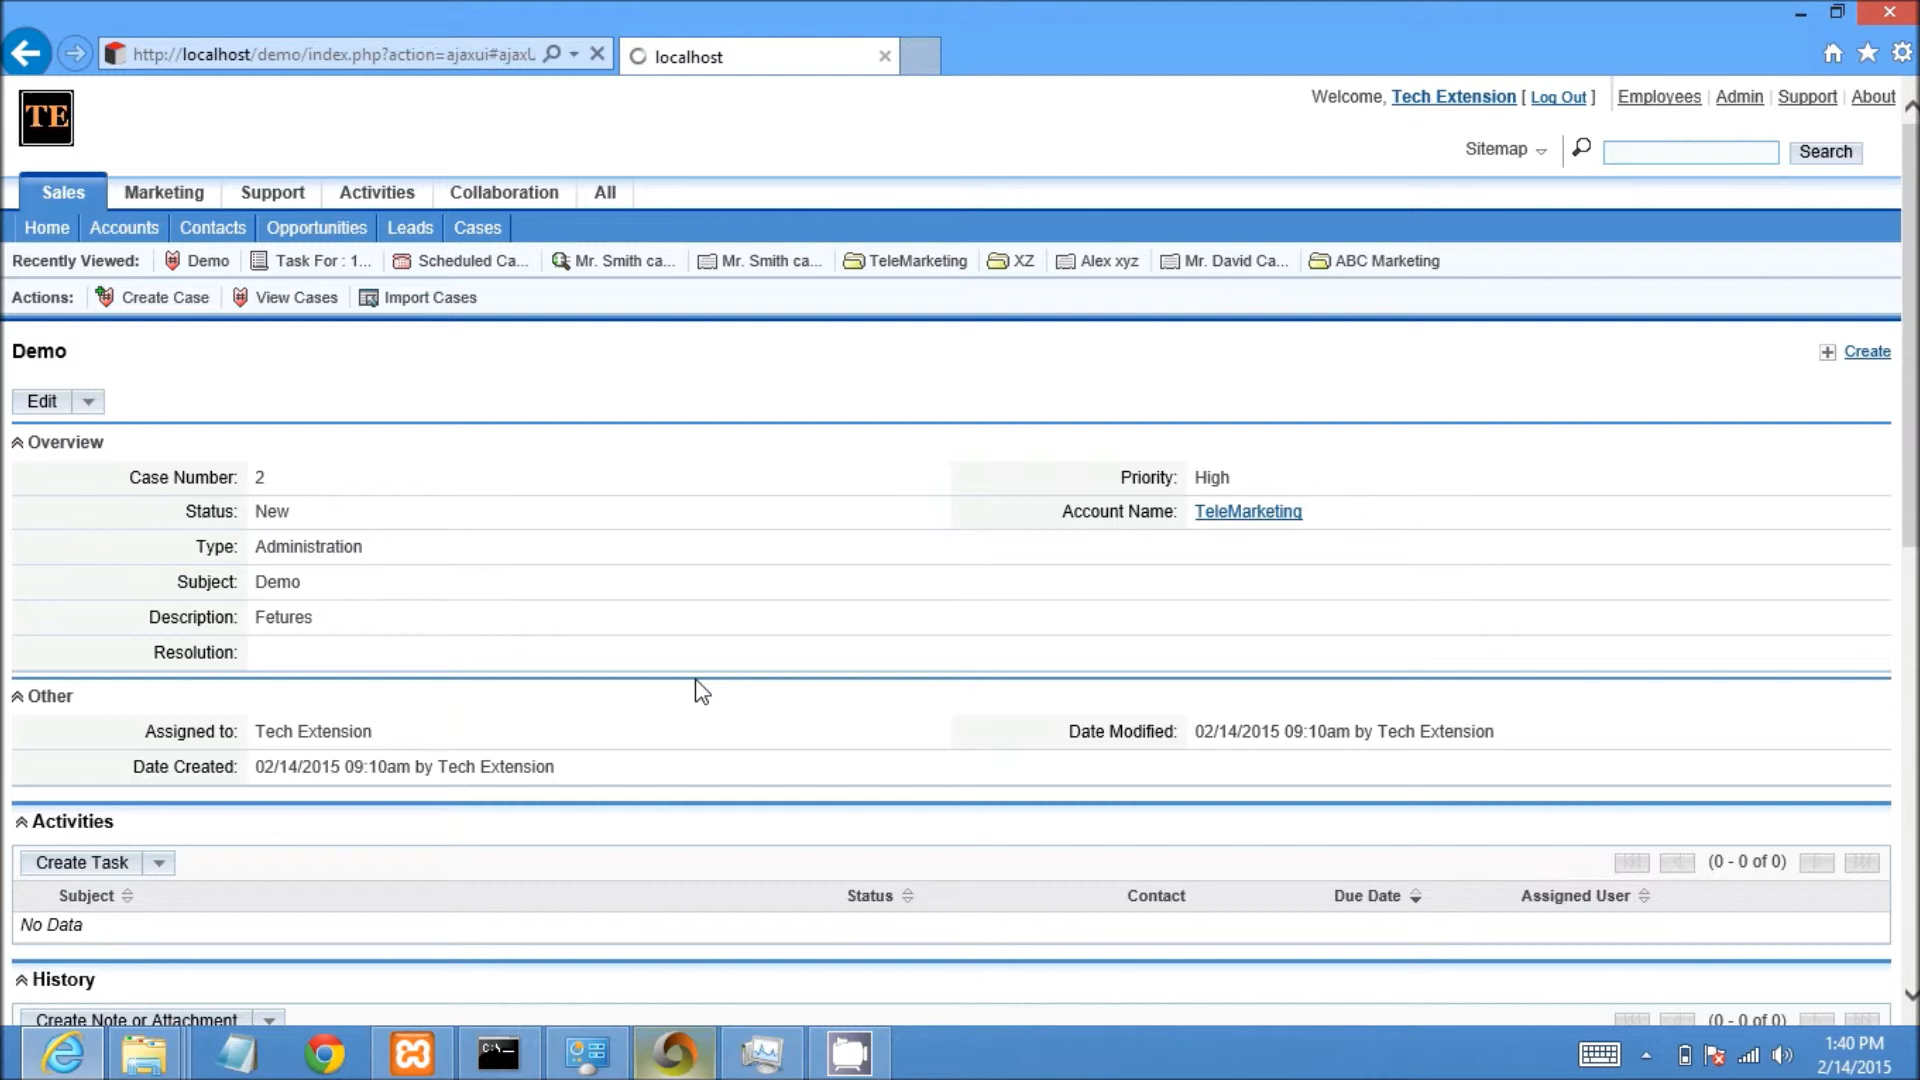 http://localhost/demo/index.php?action=ajaxui#ajaxU
localhost
TE
Welcome, Tech Extension [ Log Out ] Employees Admin Support About
Sitemap Search
Sales Marketing Support Activities Collaboration All
Home Accounts Contacts Opportunities Leads Cases
Recently Viewed: Demo Task For : 1... Scheduled Ca... Mr. Smith ca... Mr. Smith ca... TeleMarketing XZ Alex xyz Mr. David Ca... ABC Marketing
Actions: Create Case View Cases Import Cases
Demo Create
Edit
Overview
Case Number: 2 Priority: High
Status: New Account Name: TeleMarketing
Type: Administration
Subject: Demo
Description: Fetures
Resolution:
Other
Assigned to: Tech Extension Date Modified: 02/14/2015 09:10am by Tech Extension
Date Created: 02/14/2015 09:10am by Tech Extension
Activities
Create Task (0 - 0 of 0)
Subject Status Contact Due Date Assigned User
No Data
History
Create Note or Attachment (0 - 0 of 0)
C:\
1:40 PM
2/14/2015